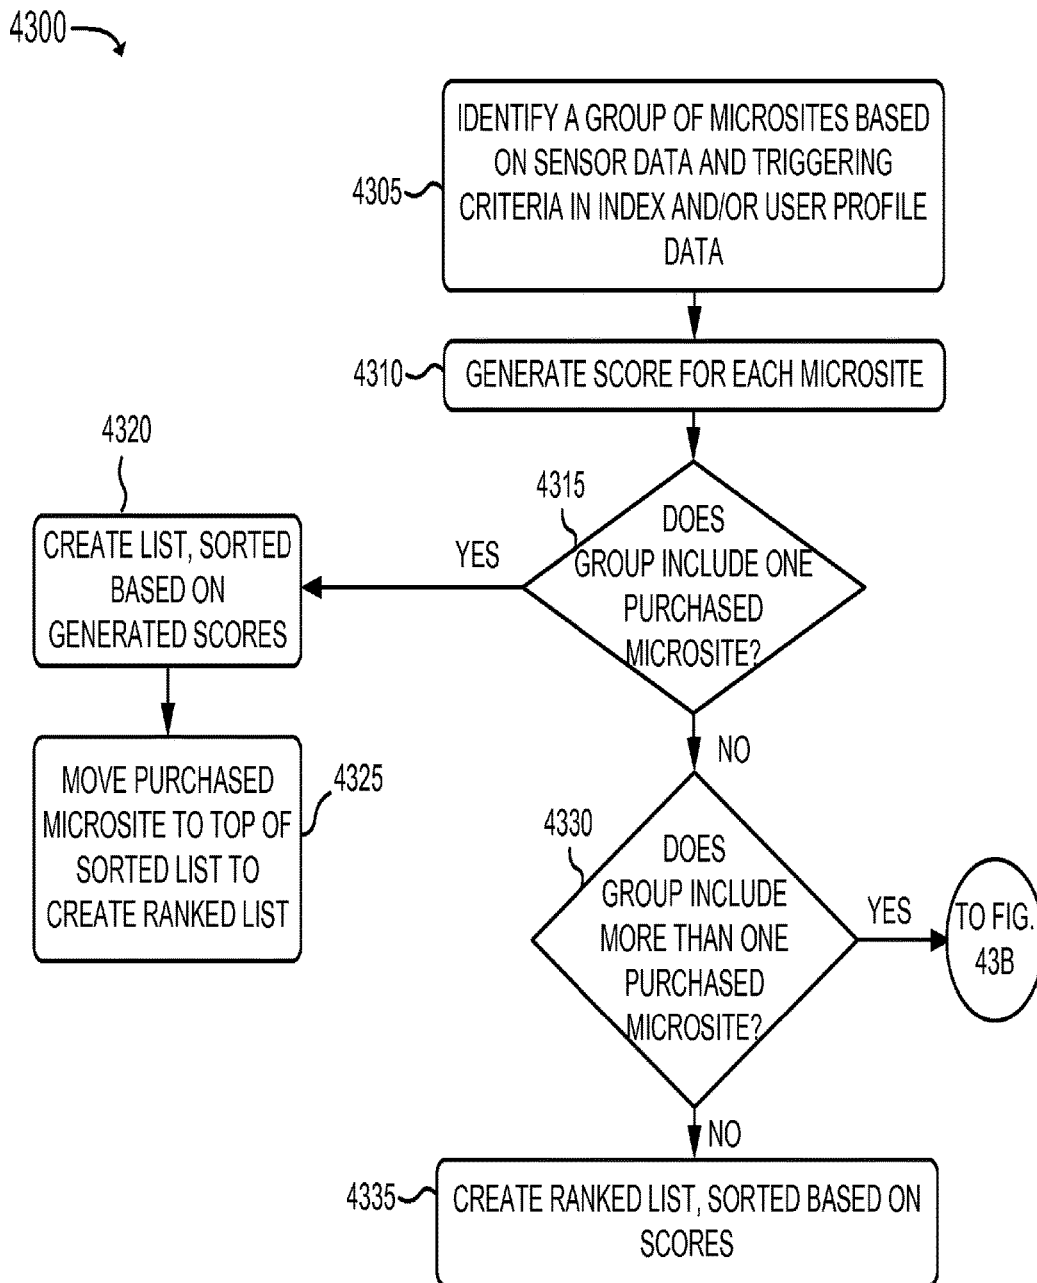 4300
IDENTIFY A GROUP OF MICROSITES BASED
ON SENSOR DATA AND TRIGGERING
CRITERIA IN INDEX AND/OR USER PROFILE
DATA
4305
GENERATE SCORE FOR EACH MICROSITE
4310
4315
DOES
GROUP INCLUDE ONE
PURCHASED
MICROSITE?
YES
4320
CREATE LIST, SORTED
BASED ON
GENERATED SCORES
MOVE PURCHASED
MICROSITE TO TOP OF
SORTED LIST TO
CREATE RANKED LIST
4325
NO
4330
DOES
GROUP INCLUDE
MORE THAN ONE
PURCHASED
MICROSITE?
YES
TO FIG.
43B
NO
4335
CREATE RANKED LIST, SORTED BASED ON
SCORES